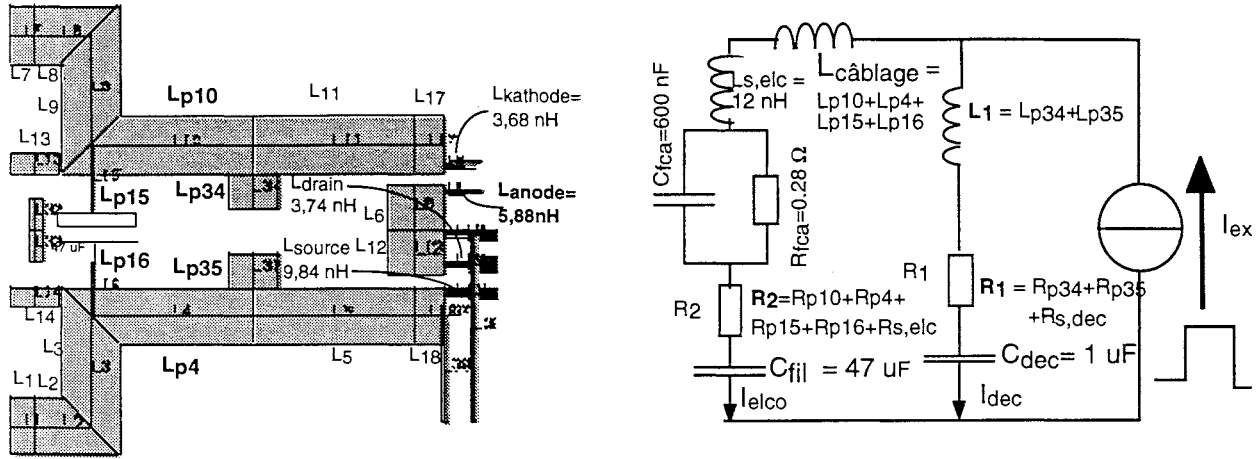 L7 L8
L9
Lp10
L11
L17
Lkathode=
3,68 nH
L13
Lp15
Lp34
Ldrain
3,74 nH
L6
Lanode=
5,88nH
47 uF
Lsource
L12
9,84 nH
Lp16
Lp35
L14
L3
L4
Lp4
L5
L18
L1 L2
Ls,elc =
12 nH
Lcâblage =
Lp10+Lp4+
Lp15+Lp16
L1 = Lp34+Lp35
Cfca=600 nF
Rfca=0.28 Ω
Iex
R2
R2=Rp10+Rp4+
Rp15+Rp16+Rs,elc
R1
R1 = Rp34+Rp35
+Rs,dec
Cfil = 47 uF
Cdec= 1 uF
Ielco
Idec